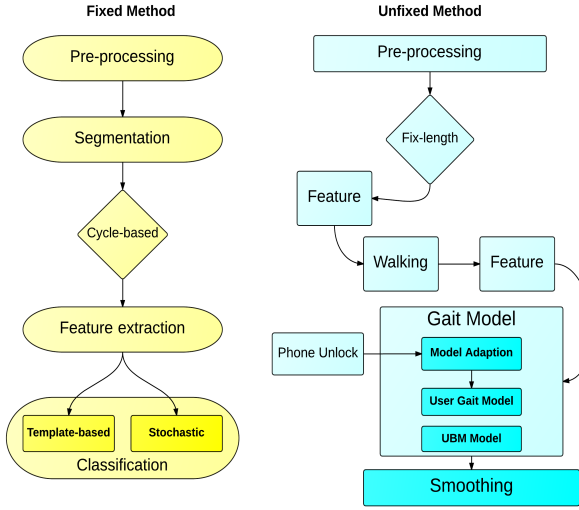 Fixed Method
Pre-processing
Segmentation
Cycle-based
Feature extraction
Template-based
Stochastic
Classification
Unfixed Method
Pre-processing
Fix-length
Feature
Walking
Feature
Gait Model
Phone Unlock
Model Adaption
User Gait Model
UBM Model
Smoothing